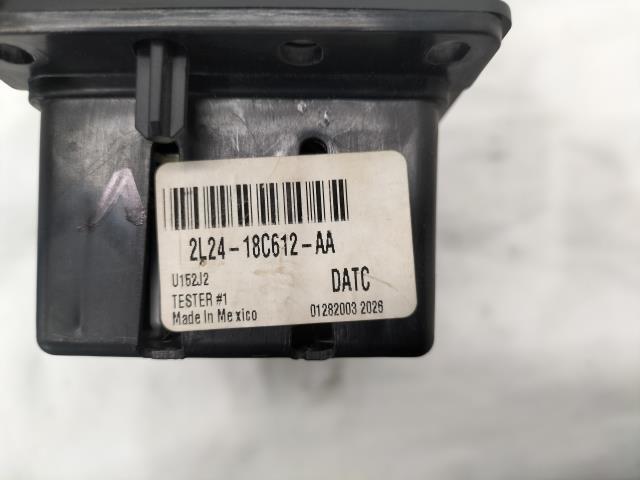 2L24-18C612-AA
U152J2 DATC
TESTER #1
Made In Mexico 01282003 2026